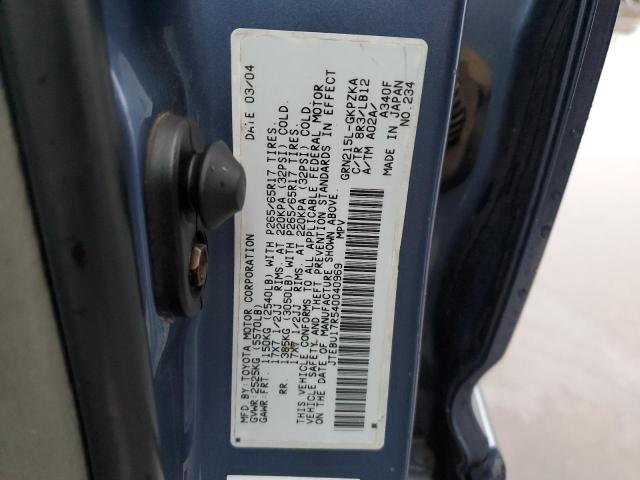 MFD.BY:TOYOTA MOTOR CORPORATION DATE 03/04
GVWR:2525KG (5570LB)
GAWR:FRT. 1150KG (2540LB) WITH P265/65R17 TIRES.
17X7 1/2JJ RIMS. AT 220KPA (32PSI) COLD.
RR. 1385KG (3050LB) WITH P265/65R17 TIRES.
17X7 1/2JJ RIMS. AT 220KPA (32PSI) COLD.
THIS VEHICLE CONFORMS TO ALL APPLICABLE FEDERAL MOTOR
VEHICLE SAFETY AND THEFT PREVENTION STANDARDS IN EFFECT
ON THE DATE OF MANUFACTURE SHOWN ABOVE.
JTEBU17R540040969 MPV
GRN215L-GKPZKA
C/TR 8R3/LB12
A/TM A02A/ A340F
MADE IN JAPAN
NO.234